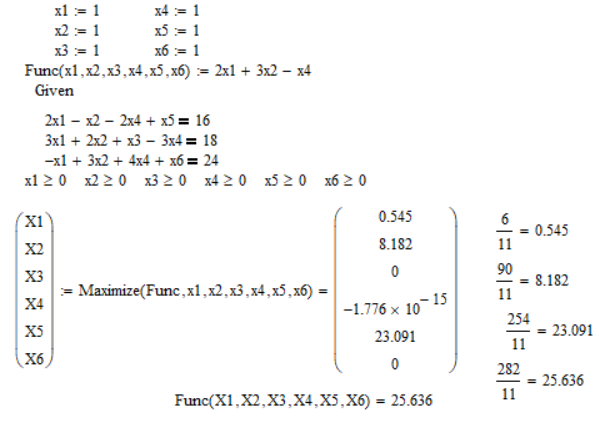 x1 := 1 x4 := 1
x2 := 1 x5 := 1
x3 := 1 x6 := 1
Func(x1,x2,x3,x4,x5,x6) := 2x1 + 3x2 − x4
Given
2x1 − x2 − 2x4 + x5 = 16
3x1 + 2x2 + x3 − 3x4 = 18
−x1 + 3x2 + 4x4 + x6 = 24
x1 ≥ 0 x2 ≥ 0 x3 ≥ 0 x4 ≥ 0 x5 ≥ 0 x6 ≥ 0
X1
X2
X3
X4
X5
X6
:= Maximize(Func,x1,x2,x3,x4,x5,x6) =
0.545
8.182
0
−1.776 × 10^−15
23.091
0
6/11 = 0.545
90/11 = 8.182
254/11 = 23.091
282/11 = 25.636
Func(X1,X2,X3,X4,X5,X6) = 25.636